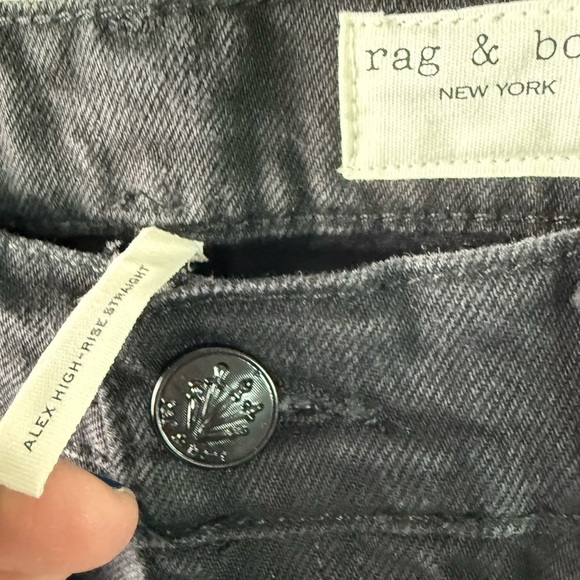 rag & bo
NEW YORK
ALEX HIGH-RISE STRAIGHT